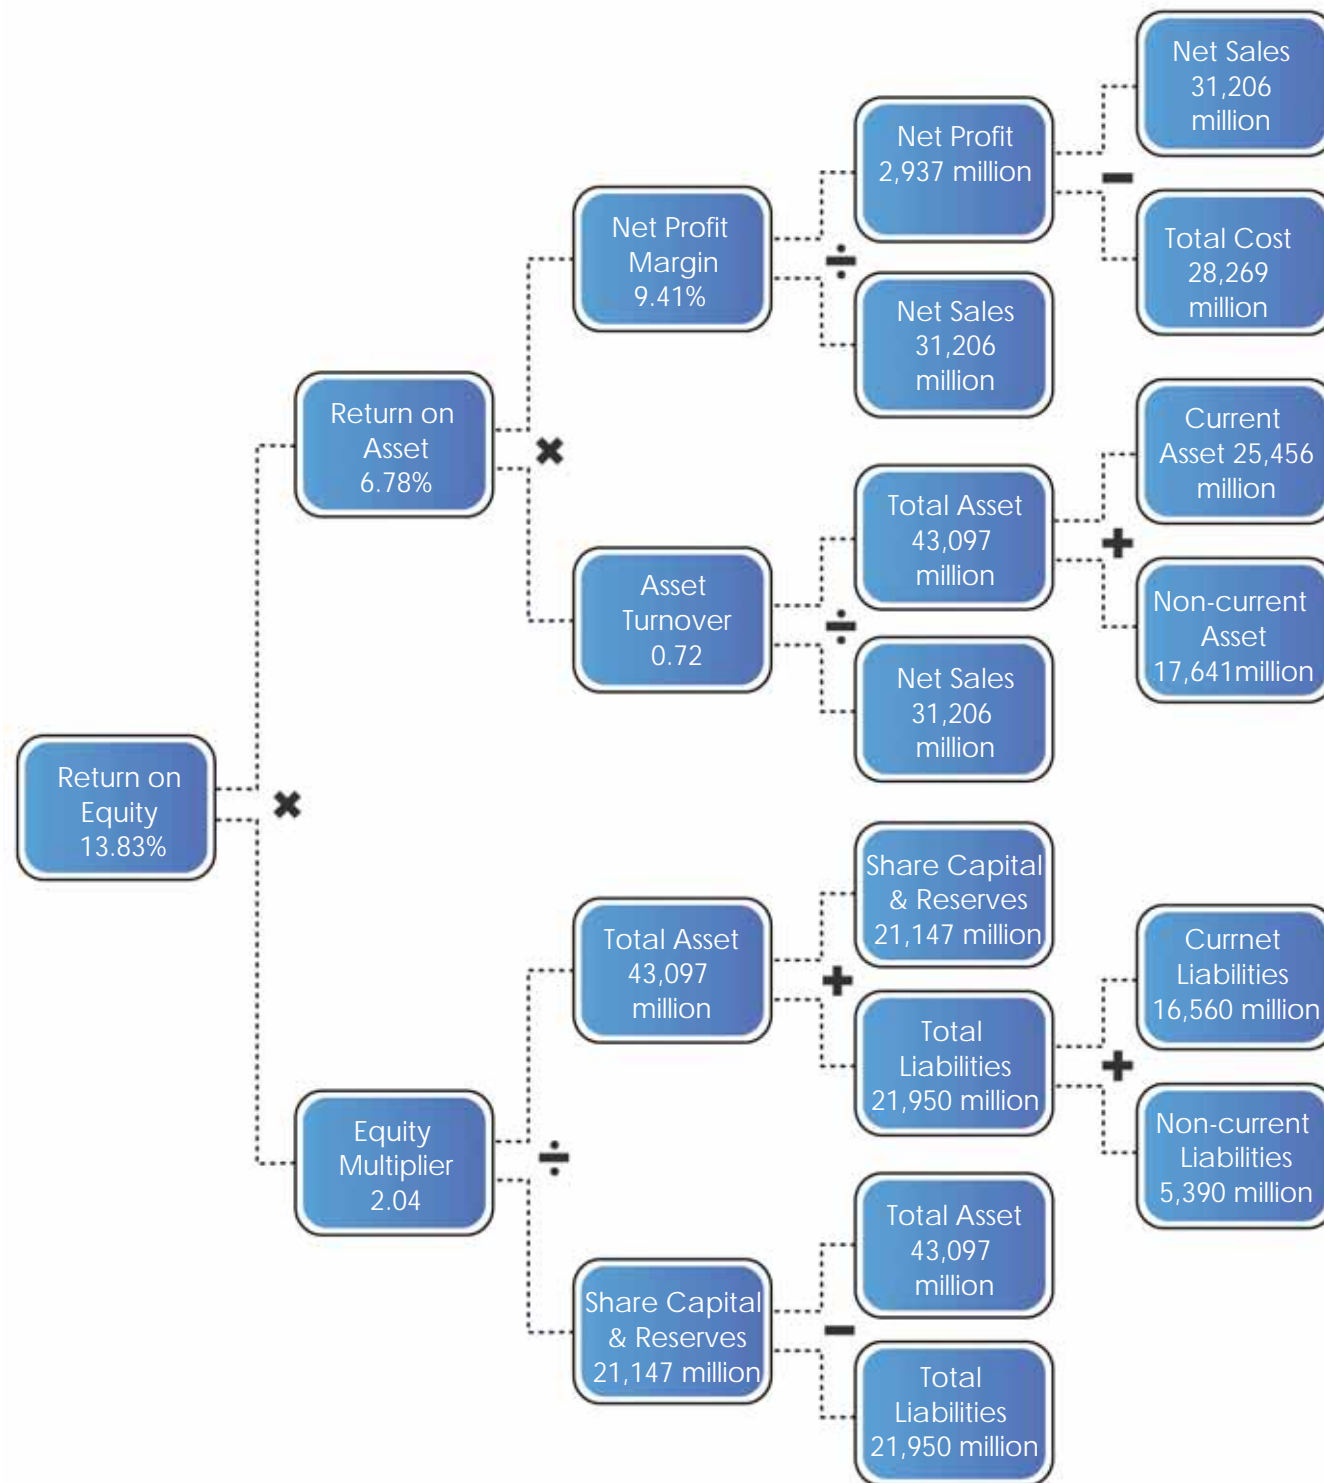 Net Sales
31,206
million
Net Profit
2,937 million
Total Cost
28,269
million
Net Profit
Margin
9.41%
Net Sales
31,206
million
Return on
Asset
6.78%
Current
Asset 25,456
million
Total Asset
43,097
million
Asset
Turnover
0.72
Non-current
Asset
17,641million
Net Sales
31,206
million
Return on
Equity
13.83%
Share Capital
& Reserves
21,147 million
Total Asset
43,097
million
Currnet
Liabilities
16,560 million
Total
Liabilities
21,950 million
Equity
Multiplier
2.04
Non-current
Liabilities
5,390 million
Total Asset
43,097
million
Share Capital
& Reserves
21,147 million
Total
Liabilities
21,950 million